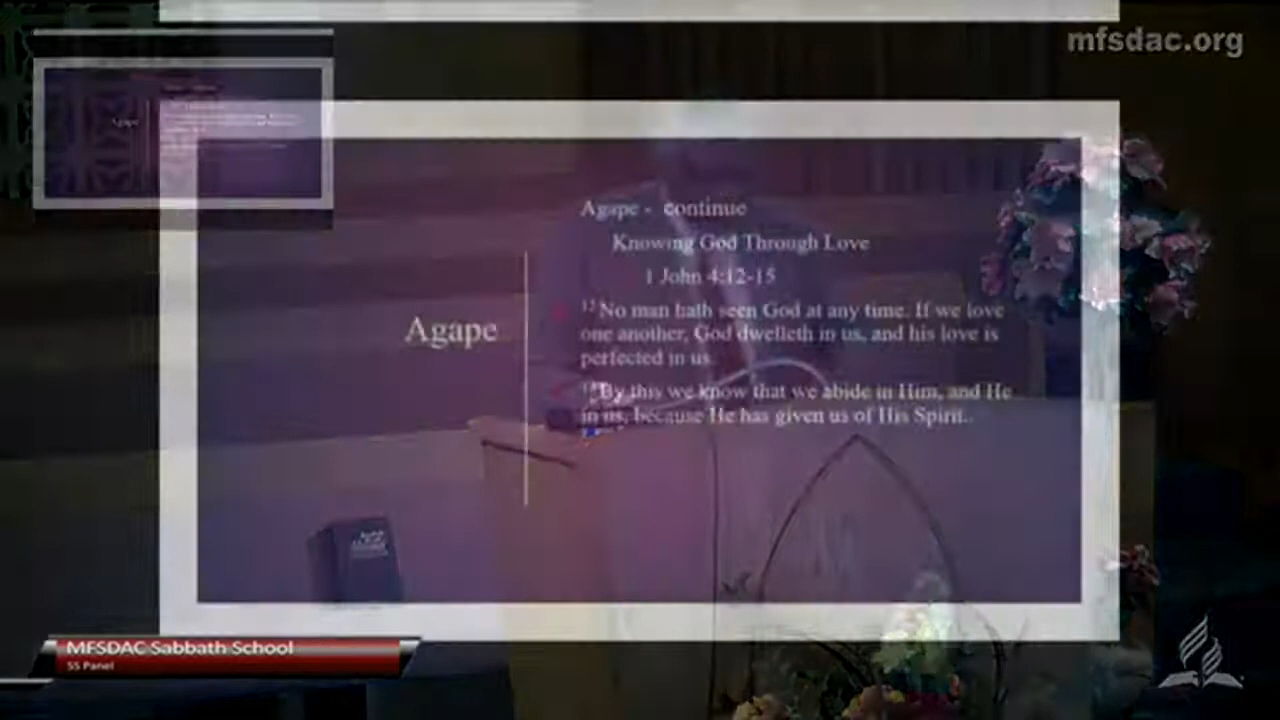 mfsdac.org
Agape
Agape - continue
Knowing God Through Love
1 John 4:12-15
12 No man hath seen God at any time. If we love
one another, God dwelleth in us, and his love is
perfected in us
By this we know that we abide in Him, and He
in us, because He has given us of His Spirit..
Agape
MFSDAC Sabbath School
SS Panel